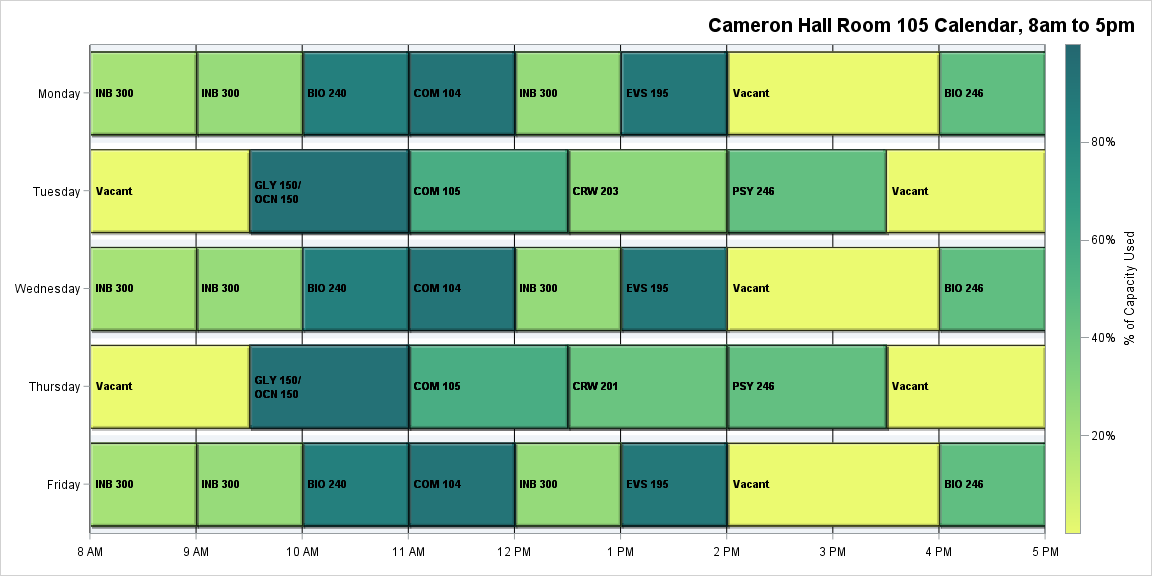 Cameron Hall Room 105 Calendar, 8am to 5pm
Monday
INB 300
INB 300
BIO 240
COM 104
INB 300
EVS 195
Vacant
BIO 246
Tuesday
Vacant
GLY 150/
OCN 150
COM 105
CRW 203
PSY 246
Vacant
Wednesday
INB 300
INB 300
BIO 240
COM 104
INB 300
EVS 195
Vacant
BIO 246
Thursday
Vacant
GLY 150/
OCN 150
COM 105
CRW 201
PSY 246
Vacant
Friday
INB 300
INB 300
BIO 240
COM 104
INB 300
EVS 195
Vacant
BIO 246
8 AM
9 AM
10 AM
11 AM
12 PM
1 PM
2 PM
3 PM
4 PM
5 PM
80%
60%
40%
20%
% of Capacity Used